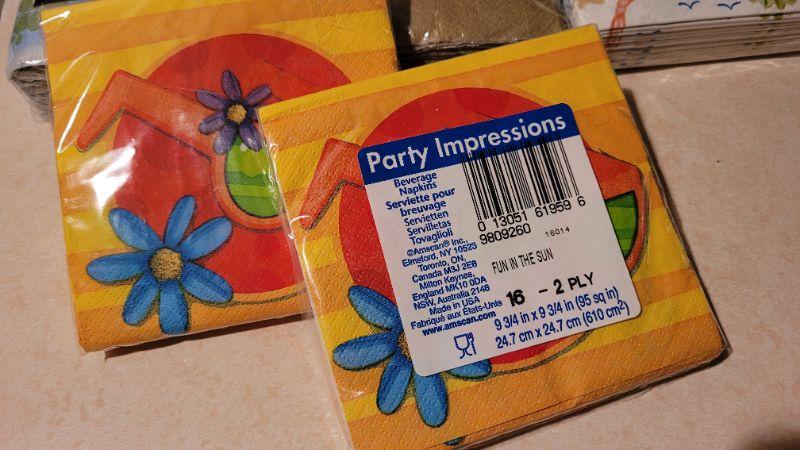 Party Impressions
Beverage
Napkins
Serviette pour
breuvage
Servietten
Servilletas
Tovaglioli
©Amscan® Inc.
Elmsford, NY 10523
Toronto, ON,
Canada M3J 2E8
Milton Keynes,
England MK10 0DA
NSW, Australia 2148
Made in USA
Fabriqué aux États-Unis
www.amscan.com
0 13051 61959 6
9809260
16014
FUN IN THE SUN
16 - 2 PLY
9 3/4 in x 9 3/4 in (95 sq in)
24.7 cm x 24.7 cm (610 cm²)